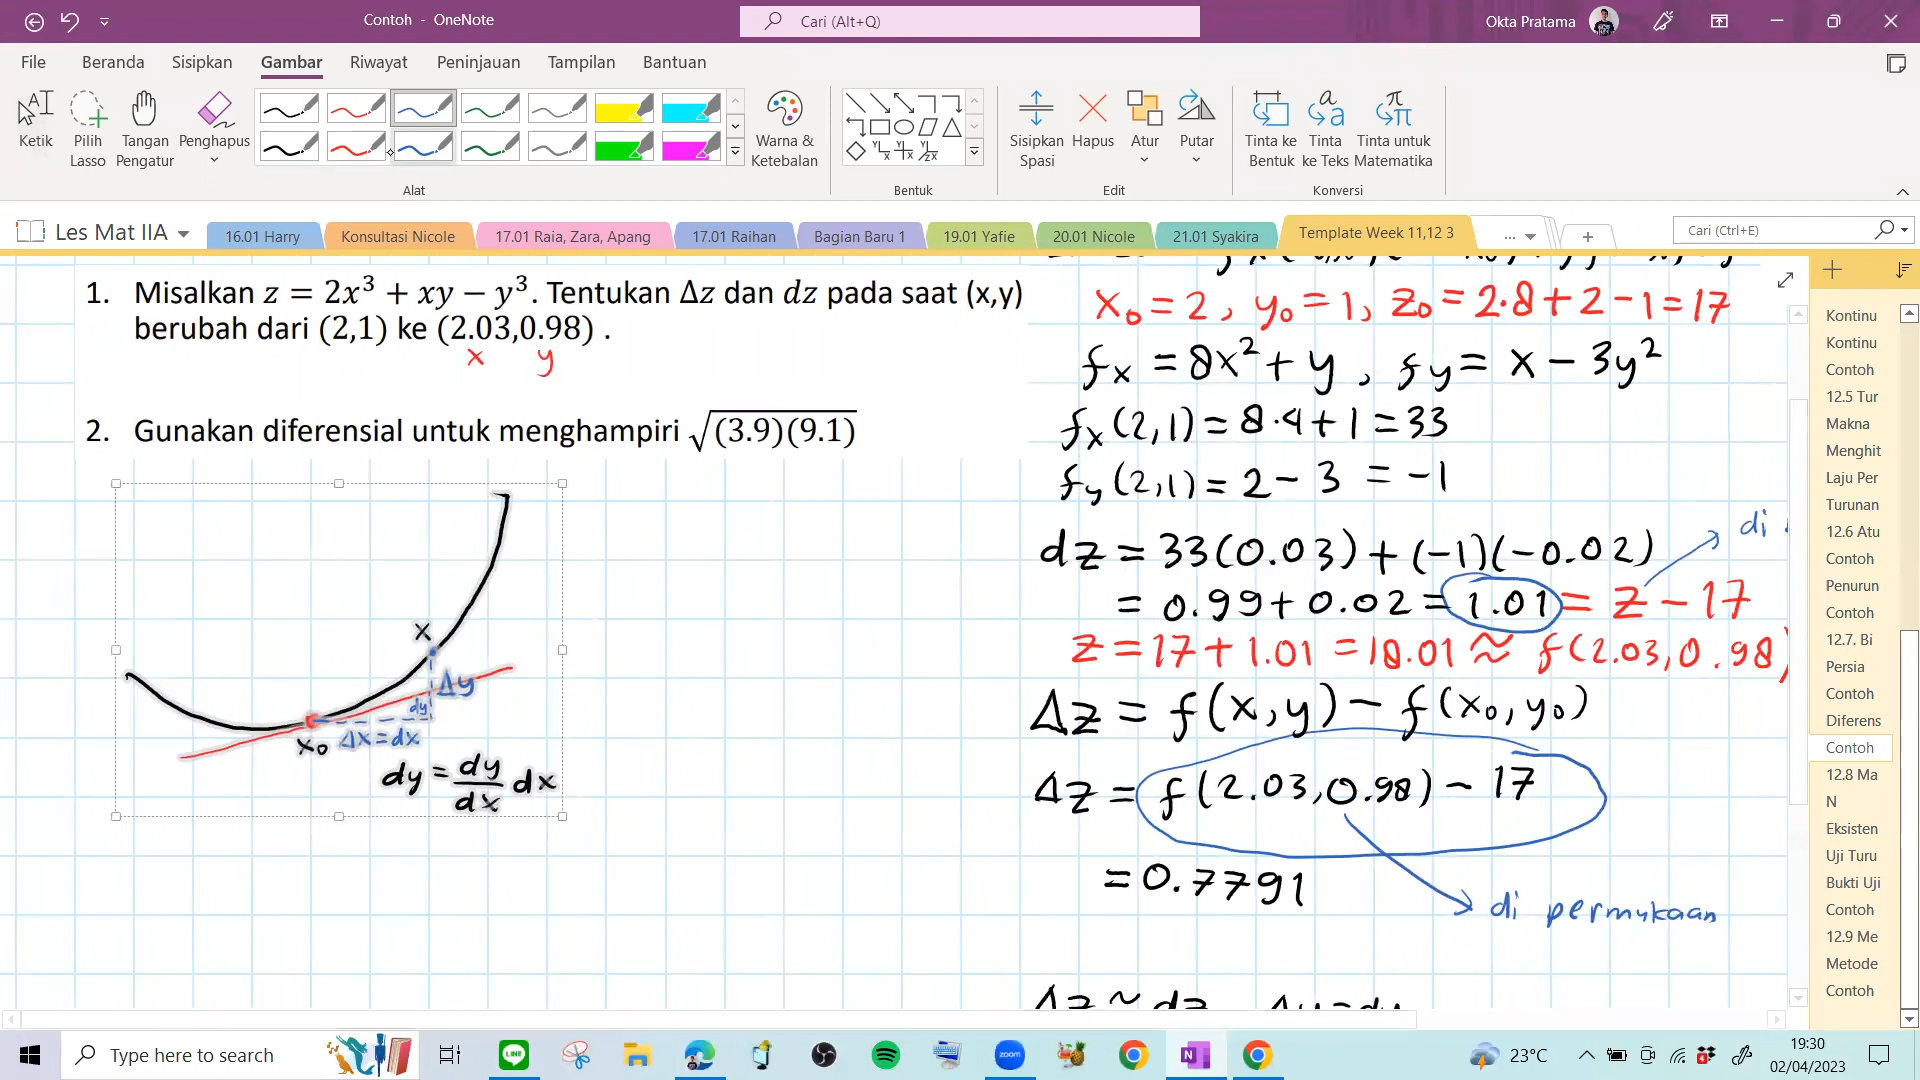 Contoh - OneNote
Cari (Alt+Q)
Okta Pratama
File Beranda Sisipkan Gambar Riwayat Peninjauan Tampilan Bantuan
Ketik
Pilih Lasso
Tangan Pengatur
Penghapus
Warna & Ketebalan
Sisipkan Spasi
Hapus
Atur
Putar
Tinta ke Bentuk
Tinta ke Teks
Tinta untuk Matematika
Alat
Bentuk
Edit
Konversi
Les Mat IIA
16.01 Harry
Konsultasi Nicole
17.01 Raia, Zara, Apang
17.01 Raihan
Bagian Baru 1
19.01 Yafie
20.01 Nicole
21.01 Syakira
Template Week 11,12 3
...
Cari (Ctrl+E)
1. Misalkan z = 2x³ + xy − y³. Tentukan Δz dan dz pada saat (x,y)
berubah dari (2,1) ke (2.03,0.98) .
x y
2. Gunakan diferensial untuk menghampiri √(3.9)(9.1)
x
Δy
dy
x₀
Δx=dx
dy = dy/dx dx
x₀ = 2 , y₀ = 1, z₀ = 2·8 + 2 − 1 = 17
fx = 8x² + y , fy = x − 3y²
fx (2,1) = 8·4 + 1 = 33
fy (2,1) = 2 − 3 = −1
di
dz = 33(0.03) + (−1)(−0.02)
= 0.99 + 0.02 = 1.01 = z − 17
z = 17 + 1.01 = 18.01 ≈ f(2.03,0.98)
Δz = f(x,y) − f(x₀,y₀)
Δz = f(2.03,0.98) − 17
= 0.7791
di permukaan
Δz ≈ dz
Kontinu
Kontinu
Contoh
12.5 Tur
Makna
Menghit
Laju Per
Turunan
12.6 Atu
Contoh
Penurun
Contoh
12.7. Bi
Persia
Contoh
Diferens
Contoh
12.8 Ma
N
Eksisten
Uji Turu
Bukti Uji
Contoh
12.9 Me
Metode
Contoh
Type here to search
LINE
zoom
23°C
19:30
02/04/2023